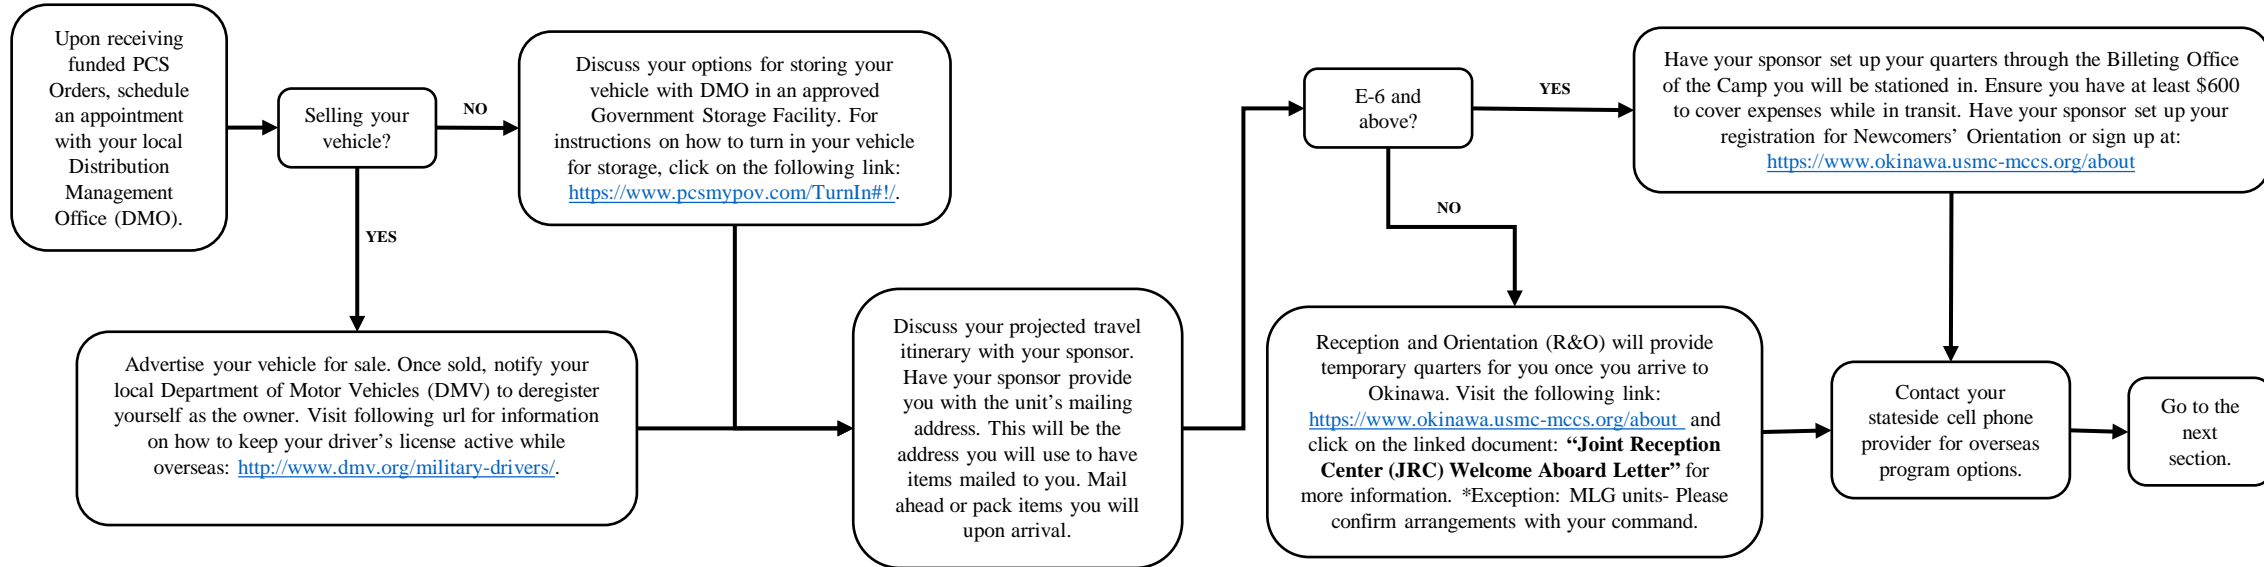 Upon receiving
funded PCS
Orders, schedule
an appointment
with your local
Distribution
Management
Office (DMO).
Selling your
vehicle?
NO
YES
Discuss your options for storing your
vehicle with DMO in an approved
Government Storage Facility. For
instructions on how to turn in your vehicle
for storage, click on the following link:
https://www.pcsmypov.com/TurnIn#!/.
Advertise your vehicle for sale. Once sold, notify your
local Department of Motor Vehicles (DMV) to deregister
yourself as the owner. Visit following url for information
on how to keep your driver’s license active while
overseas: http://www.dmv.org/military-drivers/.
Discuss your projected travel
itinerary with your sponsor.
Have your sponsor provide
you with the unit’s mailing
address. This will be the
address you will use to have
items mailed to you. Mail
ahead or pack items you will
upon arrival.
E-6 and
above?
YES
NO
Have your sponsor set up your quarters through the Billeting Office
of the Camp you will be stationed in. Ensure you have at least $600
to cover expenses while in transit. Have your sponsor set up your
registration for Newcomers’ Orientation or sign up at:
https://www.okinawa.usmc-mccs.org/about
Reception and Orientation (R&O) will provide
temporary quarters for you once you arrive to
Okinawa. Visit the following link:
https://www.okinawa.usmc-mccs.org/about and
click on the linked document: “Joint Reception
Center (JRC) Welcome Aboard Letter” for
more information. *Exception: MLG units- Please
confirm arrangements with your command.
Contact your
stateside cell phone
provider for overseas
program options.
Go to the
next
section.